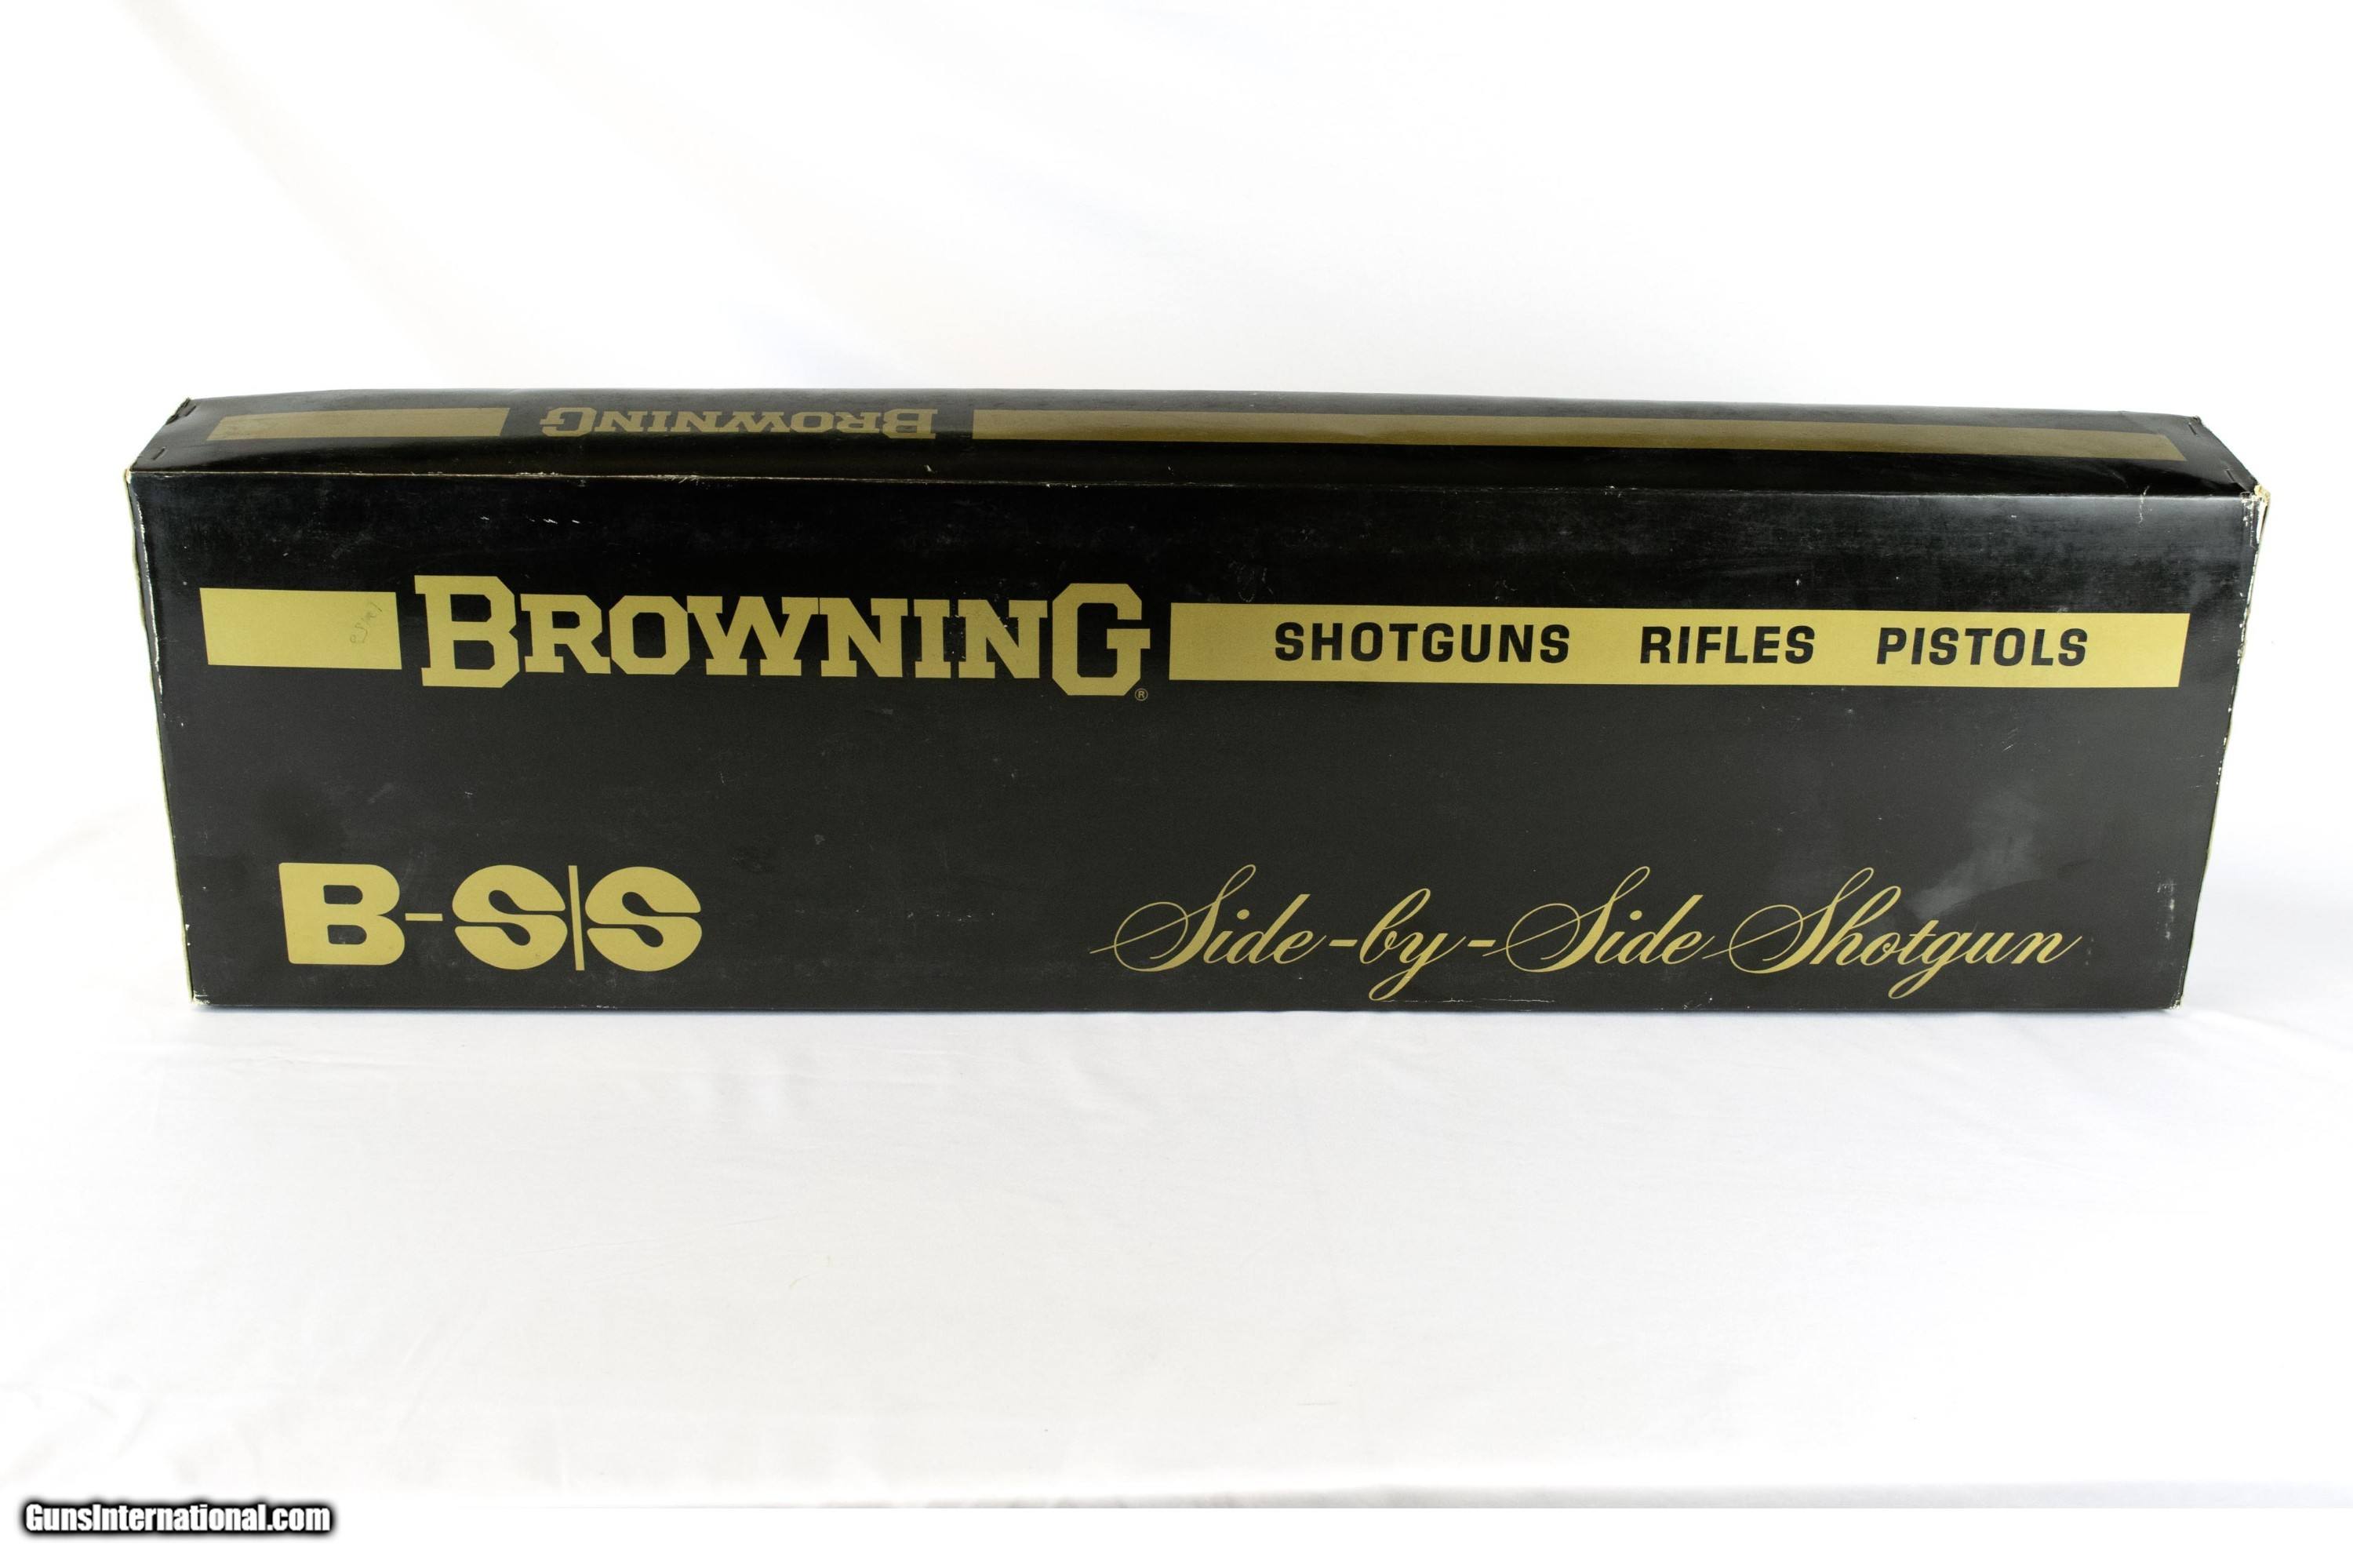 BROWNING
BROWNING® SHOTGUNS RIFLES PISTOLS
B-S/S Side-by-Side Shotgun
GunsInternational.com